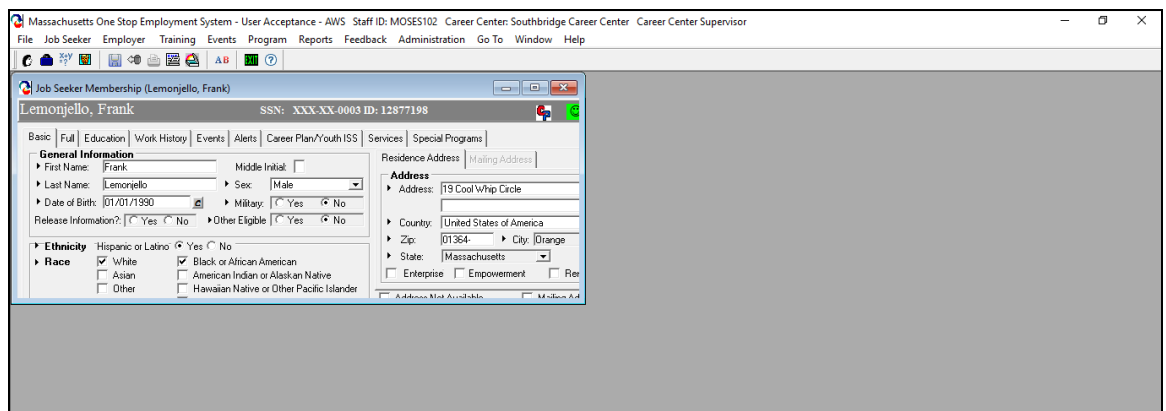 Massachusetts One Stop Employment System - User Acceptance - AWS Staff ID: MOSES102 Career Center: Southbridge Career Center Career Center Supervisor
File Job Seeker Employer Training Events Program Reports Feedback Administration Go To Window Help
Job Seeker Membership (Lemonjello, Frank)
Lemonjello, Frank SSN: XXX-XX-0003 ID: 12877198
Basic Full Education Work History Events Alerts Career Plan/Youth ISS Services Special Programs
General Information
First Name: Frank Middle Initial:
Last Name: Lemonjello Sex: Male
Date of Birth: 01/01/1990 Military: Yes No
Release Information?: Yes No Other Eligible Yes No
Ethnicity Hispanic or Latino Yes No
Race White Black or African American
Asian American Indian or Alaskan Native
Other Hawaiian Native or Other Pacific Islander
Residence Address Mailing Address
Address
Address: 19 Cool Whip Circle
Country: United States of America
Zip: 01364- City: Orange
State: Massachusetts
Enterprise Empowerment Rer
Address Not Available Mailing Ad